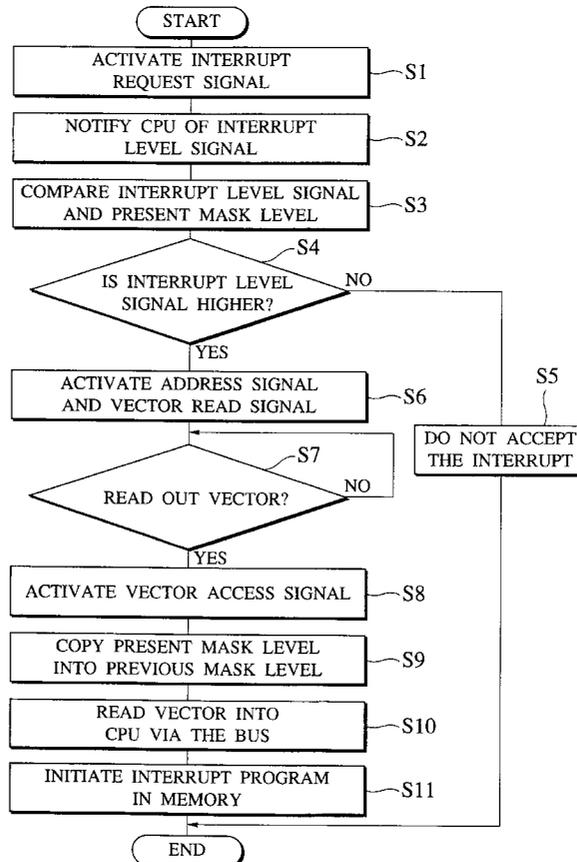 START
ACTIVATE INTERRUPT
REQUEST SIGNAL
S1
NOTIFY CPU OF INTERRUPT
LEVEL SIGNAL
S2
COMPARE INTERRUPT LEVEL SIGNAL
AND PRESENT MASK LEVEL
S3
S4
IS INTERRUPT LEVEL
SIGNAL HIGHER?
NO
YES
S5
DO NOT ACCEPT
THE INTERRUPT
ACTIVATE ADDRESS SIGNAL
AND VECTOR READ SIGNAL
S6
S7
READ OUT VECTOR?
NO
YES
ACTIVATE VECTOR ACCESS SIGNAL
S8
COPY PRESENT MASK LEVEL
INTO PREVIOUS MASK LEVEL
S9
READ VECTOR INTO
CPU VIA THE BUS
S10
INITIATE INTERRUPT PROGRAM
IN MEMORY
S11
END